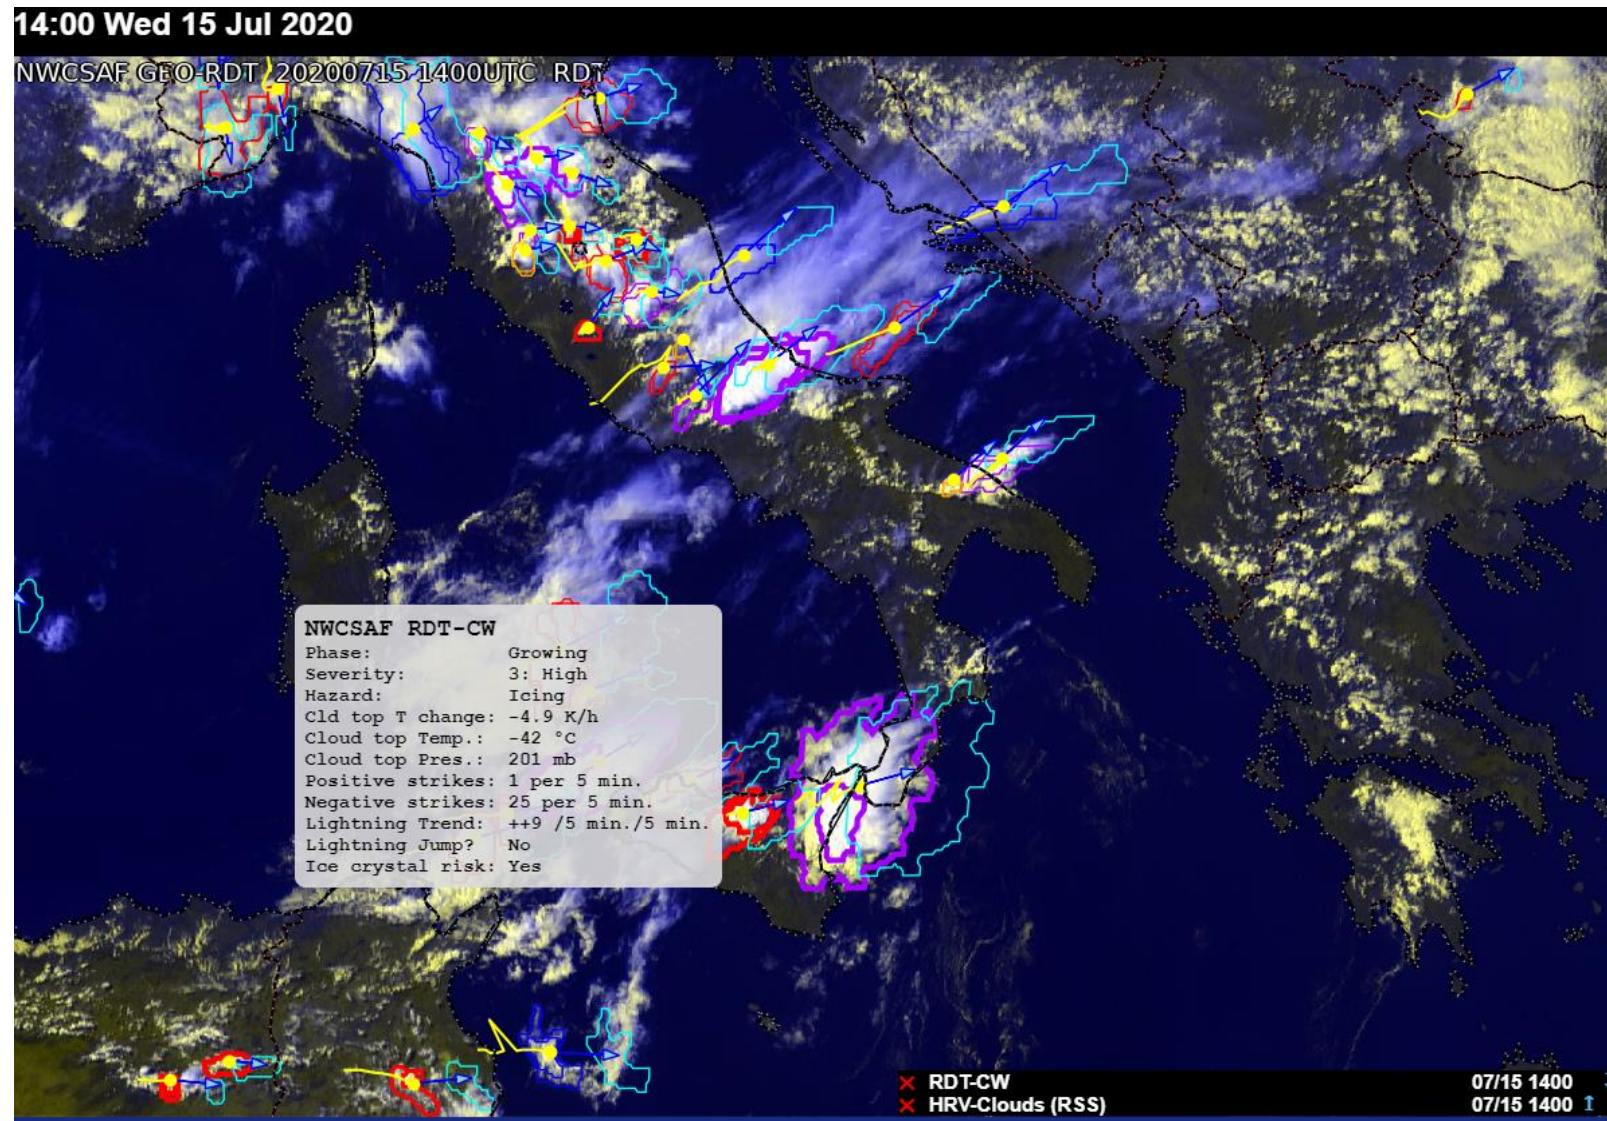 14:00 Wed 15 Jul 2020
NWCSAF GEO-RDT 20200715 1400UTC RDT
NWCSAF RDT-CW
Phase: Growing
Severity: 3: High
Hazard: Icing
Cld top T change: -4.9 K/h
Cloud top Temp.: -42 °C
Cloud top Pres.: 201 mb
Positive strikes: 1 per 5 min.
Negative strikes: 25 per 5 min.
Lightning Trend: ++9 /5 min./5 min.
Lightning Jump? No
Ice crystal risk: Yes
RDT-CW 07/15 1400
HRV-Clouds (RSS) 07/15 1400